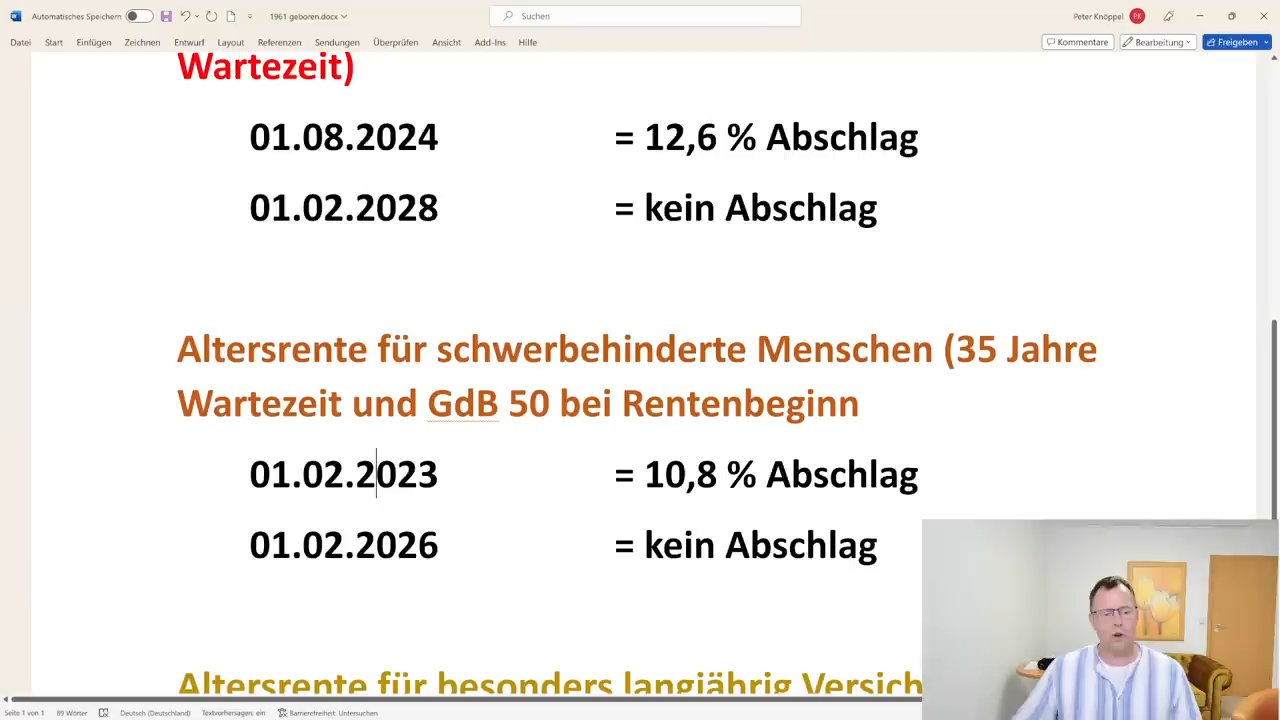 Automatisches Speichern
1961 geboren.docx
Suchen
Peter Knöppel
PK
Datei Start Einfügen Zeichnen Entwurf Layout Referenzen Sendungen Überprüfen Ansicht Add-Ins Hilfe
Kommentare Bearbeitung Freigeben
Wartezeit)
01.08.2024 = 12,6 % Abschlag
01.02.2028 = kein Abschlag
Altersrente für schwerbehinderte Menschen (35 Jahre
Wartezeit und GdB 50 bei Rentenbeginn
01.02.2023 = 10,8 % Abschlag
01.02.2026 = kein Abschlag
Altersrente für besonders langjährig Versich
Seite 1 von 1 89 Wörter Deutsch (Deutschland) Textvorhersagen: ein Barrierefreiheit: Untersuchen